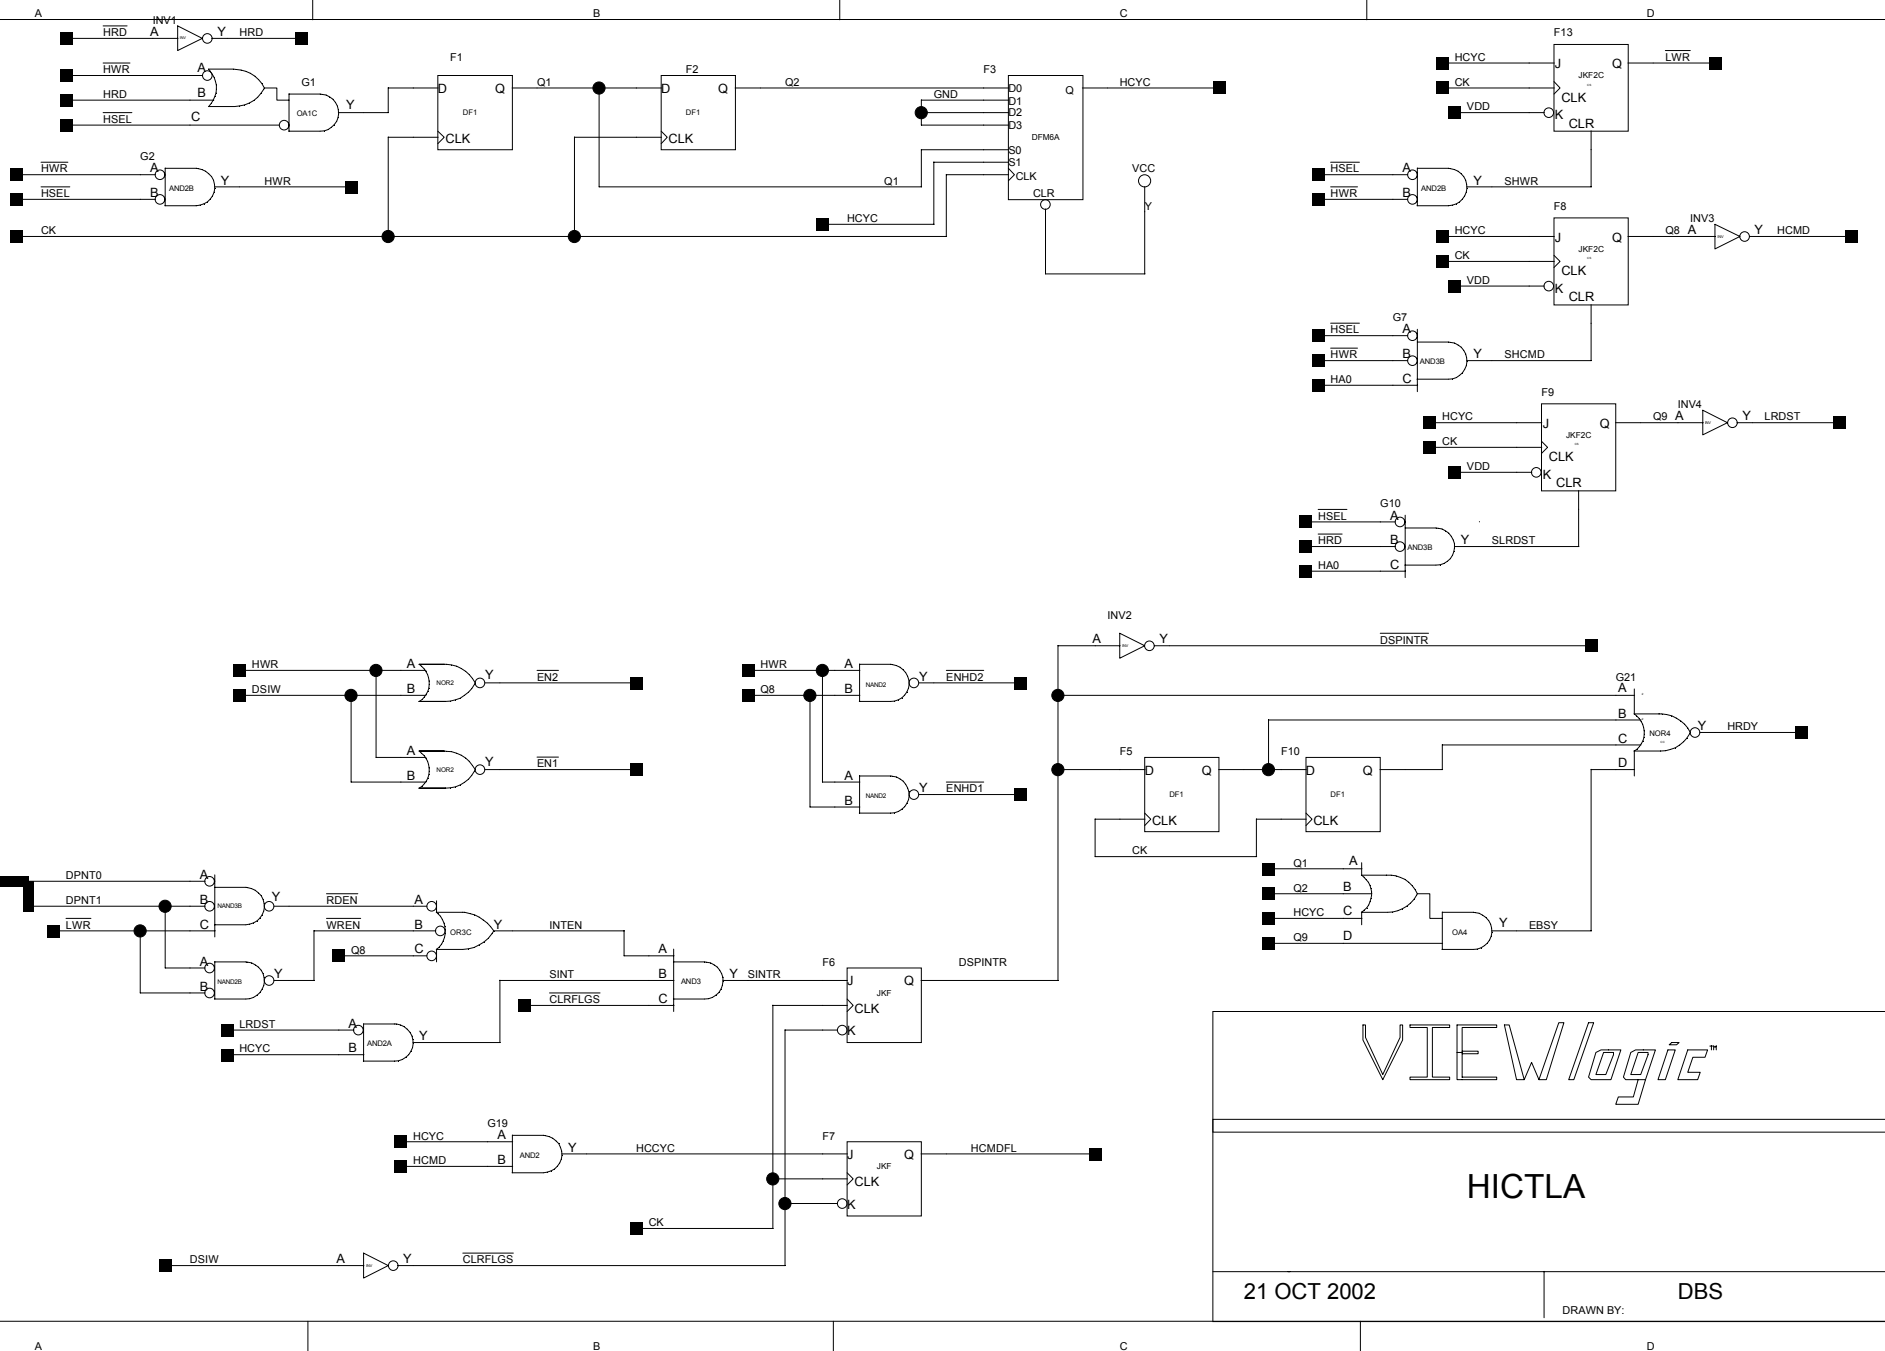 A B C D
INV1
HRD A Y HRD
HWR A
HRD B
HSEL C
G1
OA1C
Y
F1
D Q
DF1
CLK
Q1
F2
D Q
DF1
CLK
Q2
F3
GND
D0
D1
D2
D3
Q
DFM6A
S0
S1
CLK
CLR
Q1
HCYC
HCYC
VCC
Y
G2
HWR A
HSEL B
AND2B
Y HWR
CK
F13
HCYC J Q LWR
JKF2C
CK CLK
VDD K
CLR
HSEL A
HWR B
AND2B
Y SHWR
F8
HCYC J Q Q8 A INV3 Y HCMD
JKF2C
CK CLK
VDD K
CLR
G7
HSEL A
HWR B
HA0 C
AND3B
Y SHCMD
F9
HCYC J Q Q9 A INV4 Y LRDST
JKF2C
CK CLK
VDD K
CLR
G10
HSEL A
HRD B
HA0 C
AND3B
Y SLRDST
HWR A
DSIW B
NOR2
Y EN2
A
B
NOR2
Y EN1
HWR A
Q8 B
NAND2
Y ENHD2
A
B
NAND2
Y ENHD1
INV2
A Y DSPINTR
G21
A
B
C
D
NOR4
Y HRDY
F5
D Q
DF1
CLK
F10
D Q
DF1
CLK
CK
Q1 A
Q2 B
HCYC C
Q9 D
OA4
Y EBSY
DPNT0 A
DPNT1 B
LWR C
NAND3B
Y RDEN A
A
B
NAND2B
Y WREN B
Q8 C
OR3C
Y INTEN A
SINT B
CLRFLGS C
AND3
Y SINTR
LRDST A
HCYC B
AND2A
Y
F6
J Q
JKF
CLK
K
DSPINTR
G19
HCYC A
HCMD B
AND2
Y HCCYC
F7
J Q
JKF
CLK
K
HCMDFL
CK
DSIW A Y CLRFLGS
VIEWlogic™
HICTLA
21 OCT 2002
DRAWN BY: DBS
A B C D